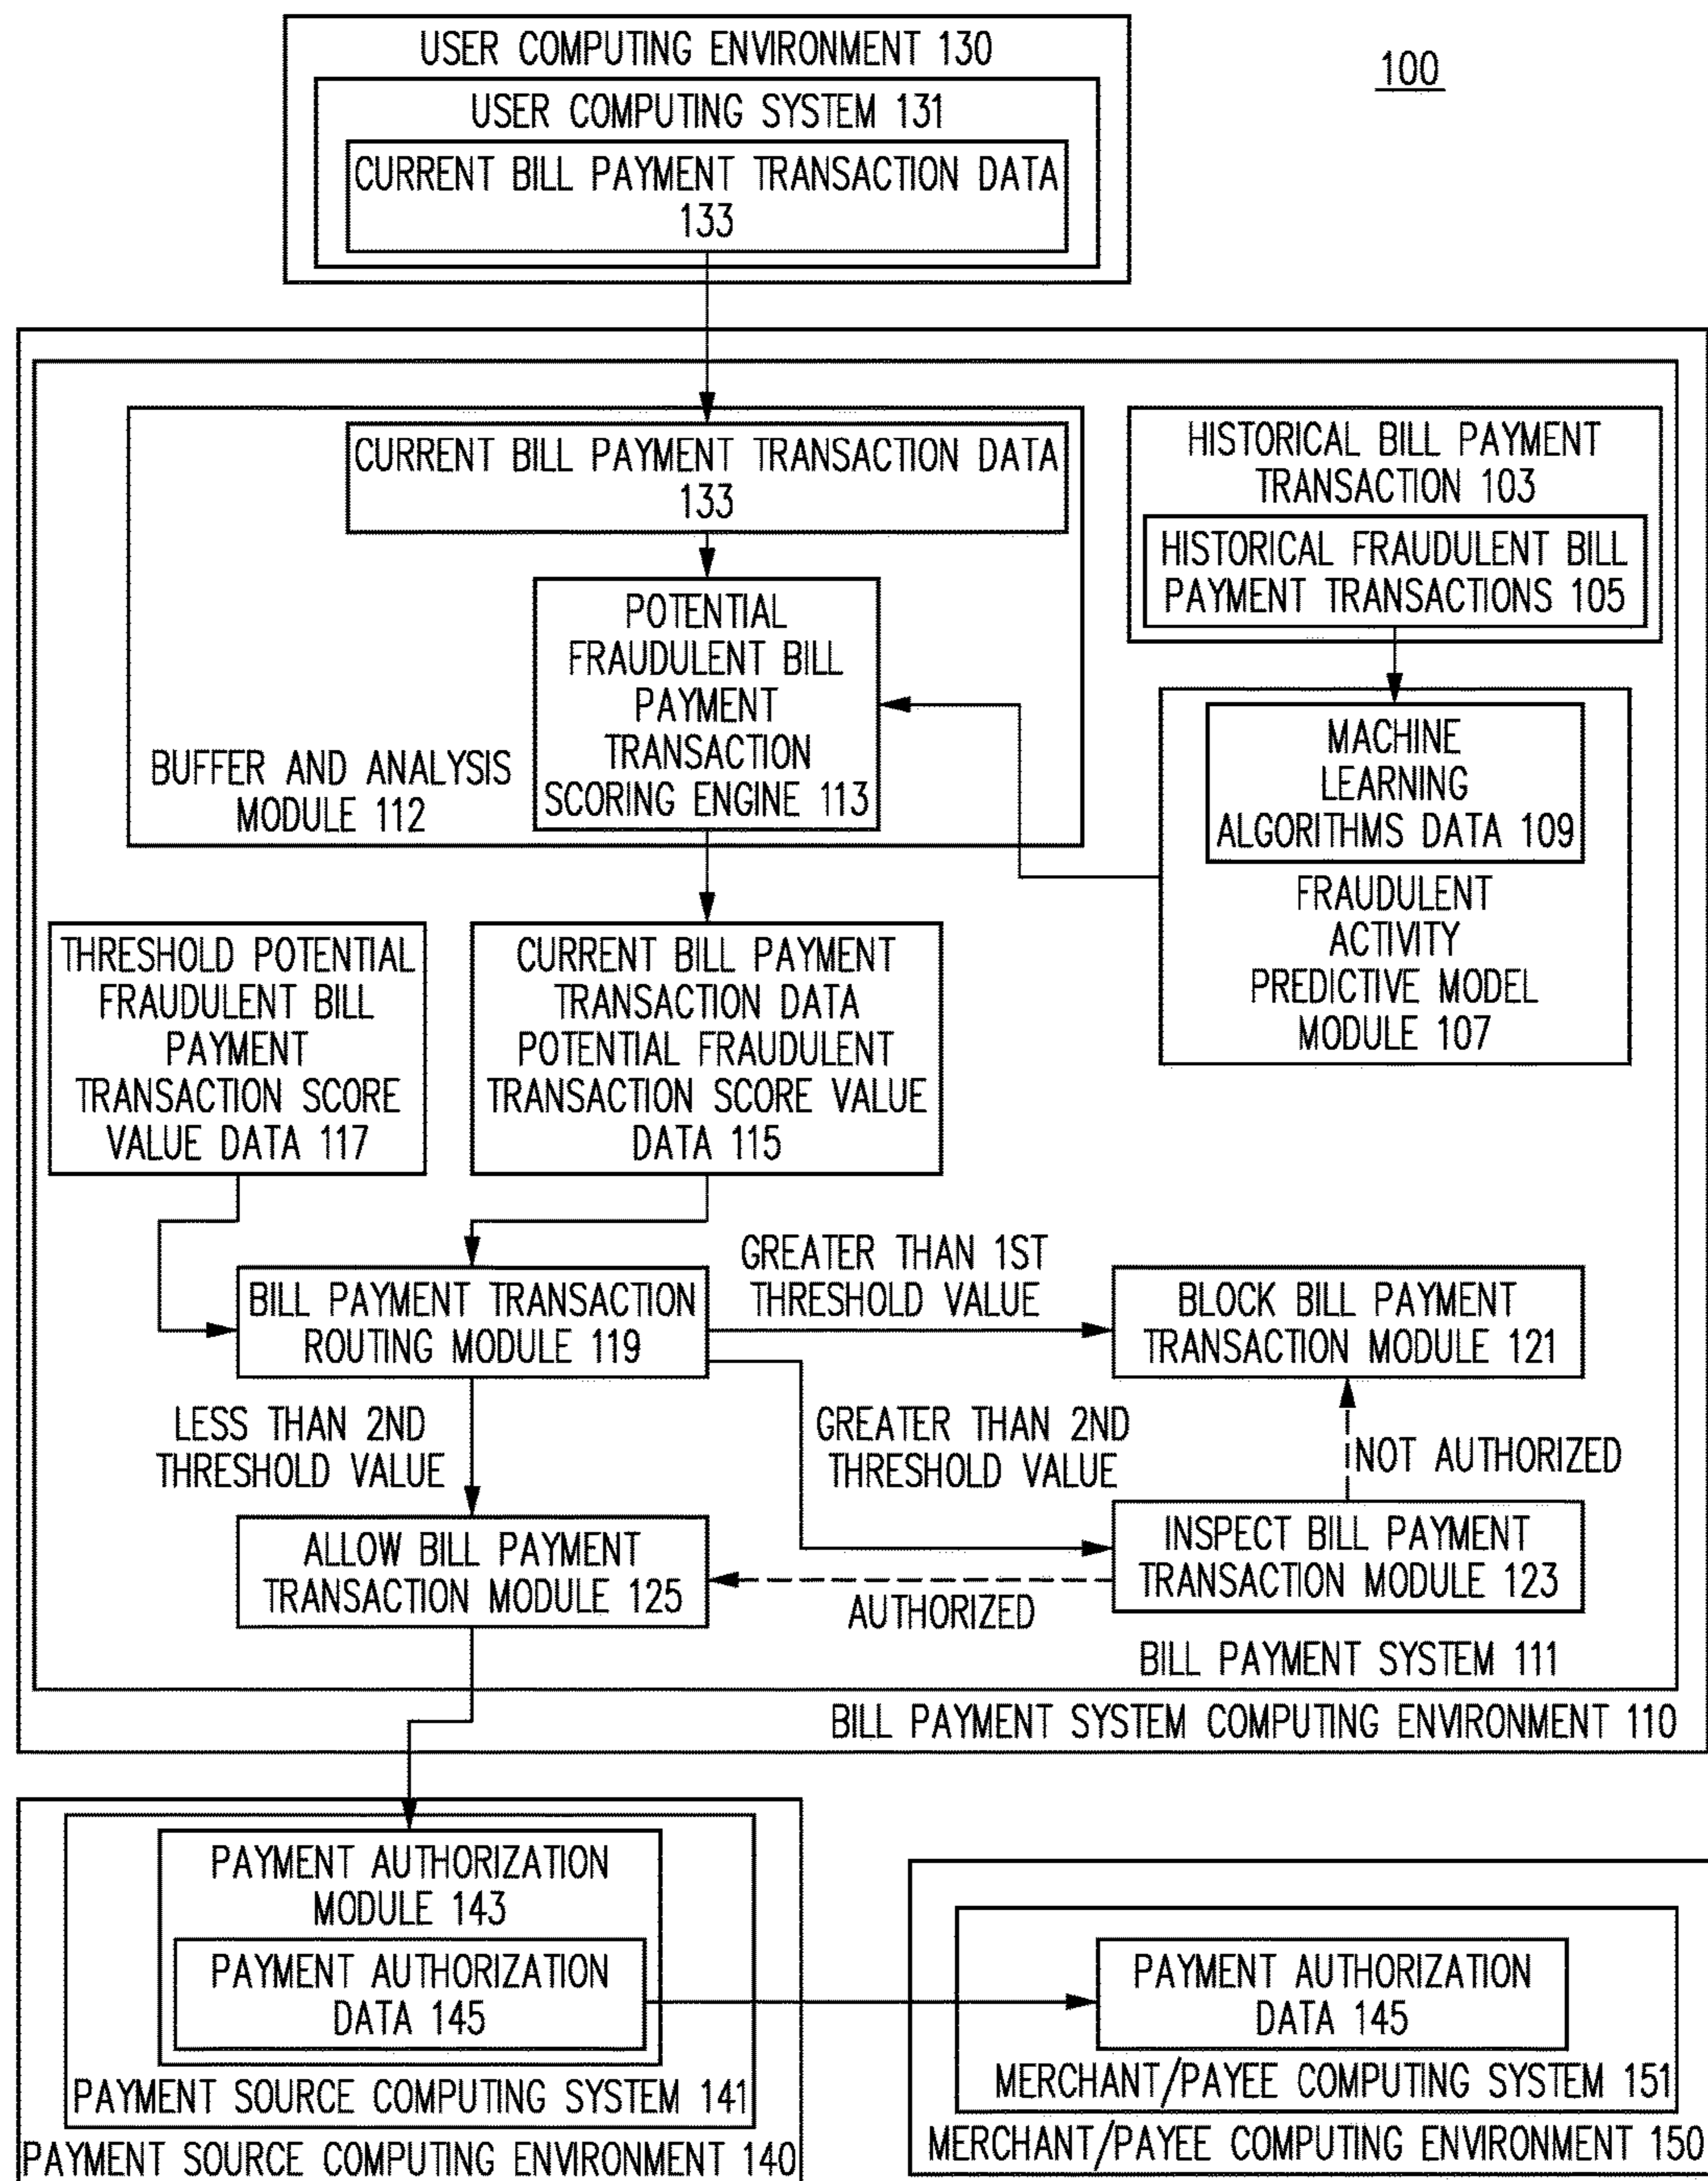 100
USER COMPUTING ENVIRONMENT 130
USER COMPUTING SYSTEM 131
CURRENT BILL PAYMENT TRANSACTION DATA
133
CURRENT BILL PAYMENT TRANSACTION DATA
133
POTENTIAL
FRAUDULENT BILL
PAYMENT
TRANSACTION
SCORING ENGINE 113
BUFFER AND ANALYSIS
MODULE 112
HISTORICAL BILL PAYMENT
TRANSACTION 103
HISTORICAL FRAUDULENT BILL
PAYMENT TRANSACTIONS 105
MACHINE
LEARNING
ALGORITHMS DATA 109
FRAUDULENT
ACTIVITY
PREDICTIVE MODEL
MODULE 107
THRESHOLD POTENTIAL
FRAUDULENT BILL
PAYMENT
TRANSACTION SCORE
VALUE DATA 117
CURRENT BILL PAYMENT
TRANSACTION DATA
POTENTIAL FRAUDULENT
TRANSACTION SCORE VALUE
DATA 115
BILL PAYMENT TRANSACTION
ROUTING MODULE 119
GREATER THAN 1ST
THRESHOLD VALUE
BLOCK BILL PAYMENT
TRANSACTION MODULE 121
LESS THAN 2ND
THRESHOLD VALUE
GREATER THAN 2ND
THRESHOLD VALUE
NOT AUTHORIZED
ALLOW BILL PAYMENT
TRANSACTION MODULE 125
AUTHORIZED
INSPECT BILL PAYMENT
TRANSACTION MODULE 123
BILL PAYMENT SYSTEM 111
BILL PAYMENT SYSTEM COMPUTING ENVIRONMENT 110
PAYMENT AUTHORIZATION
MODULE 143
PAYMENT AUTHORIZATION
DATA 145
PAYMENT SOURCE COMPUTING SYSTEM 141
PAYMENT SOURCE COMPUTING ENVIRONMENT 140
PAYMENT AUTHORIZATION
DATA 145
MERCHANT/PAYEE COMPUTING SYSTEM 151
MERCHANT/PAYEE COMPUTING ENVIRONMENT 150